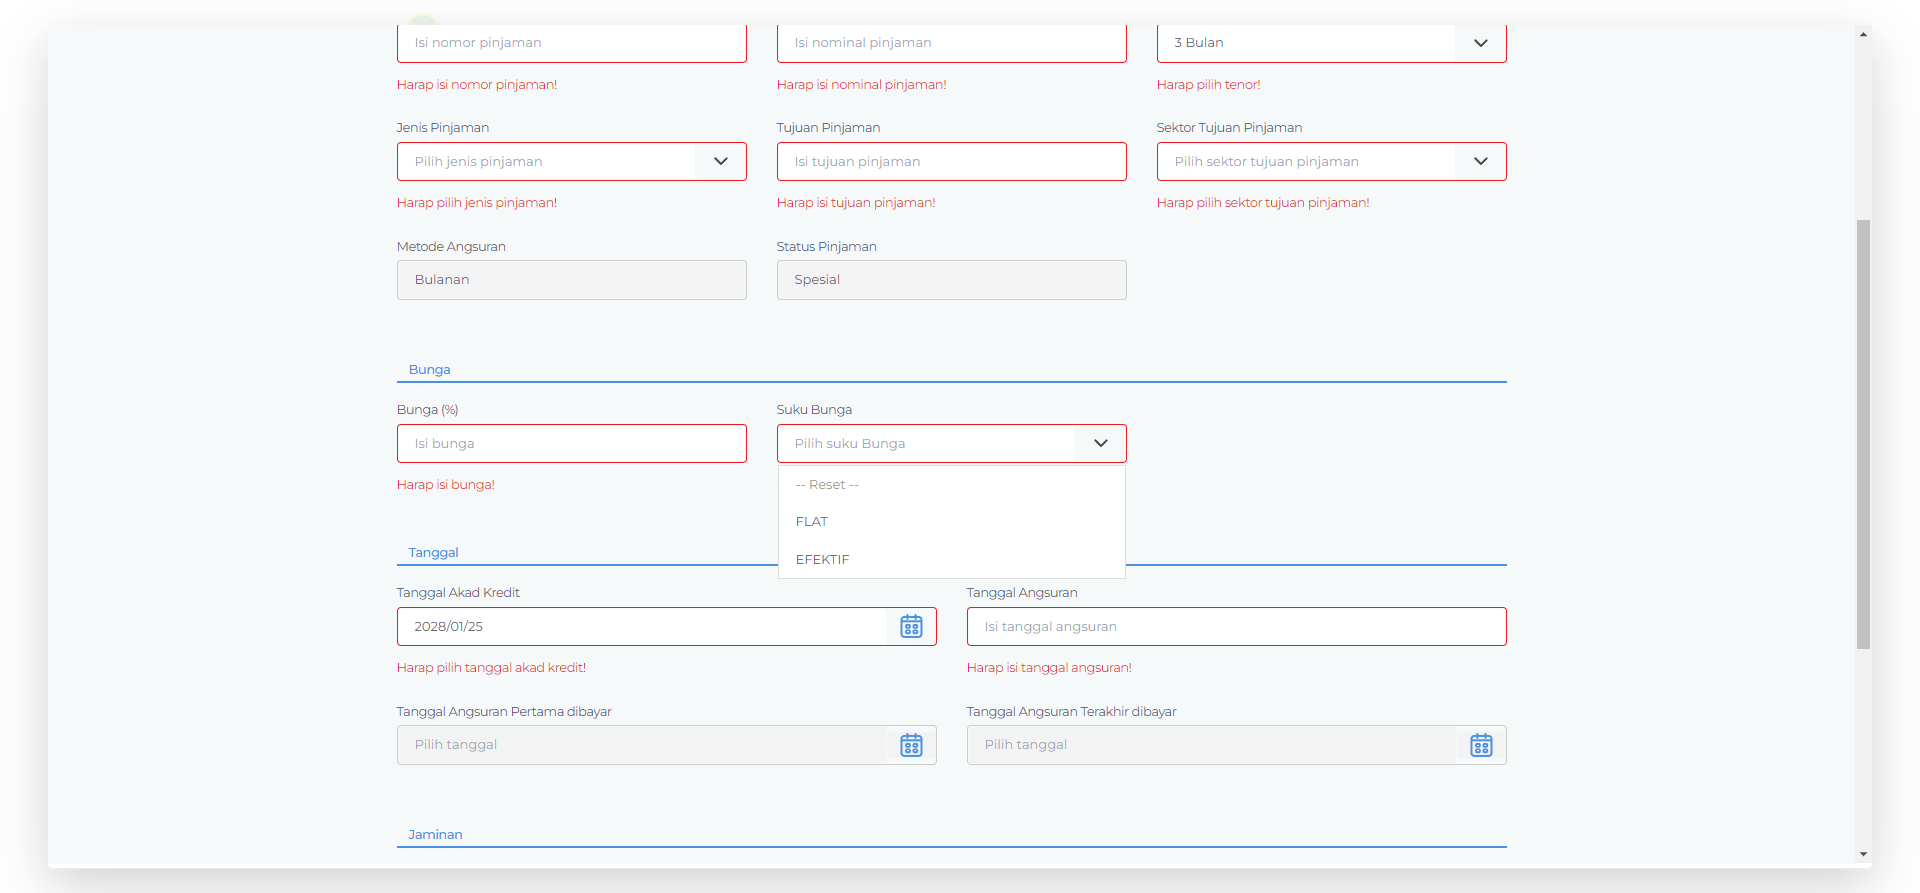 Isi nomor pinjaman
Isi nominal pinjaman
3 Bulan
Harap isi nomor pinjaman!
Harap isi nominal pinjaman!
Harap pilih tenor!
Jenis Pinjaman
Tujuan Pinjaman
Sektor Tujuan Pinjaman
Pilih jenis pinjaman
Isi tujuan pinjaman
Pilih sektor tujuan pinjaman
Harap pilih jenis pinjaman!
Harap isi tujuan pinjaman!
Harap pilih sektor tujuan pinjaman!
Metode Angsuran
Status Pinjaman
Bulanan
Spesial
Bunga
Bunga (%)
Suku Bunga
Isi bunga
Pilih suku Bunga
Harap isi bunga!
-- Reset --
FLAT
EFEKTIF
Tanggal
Tanggal Akad Kredit
Tanggal Angsuran
2028/01/25
Isi tanggal angsuran
Harap pilih tanggal akad kredit!
Harap isi tanggal angsuran!
Tanggal Angsuran Pertama dibayar
Tanggal Angsuran Terakhir dibayar
Pilih tanggal
Pilih tanggal
Jaminan